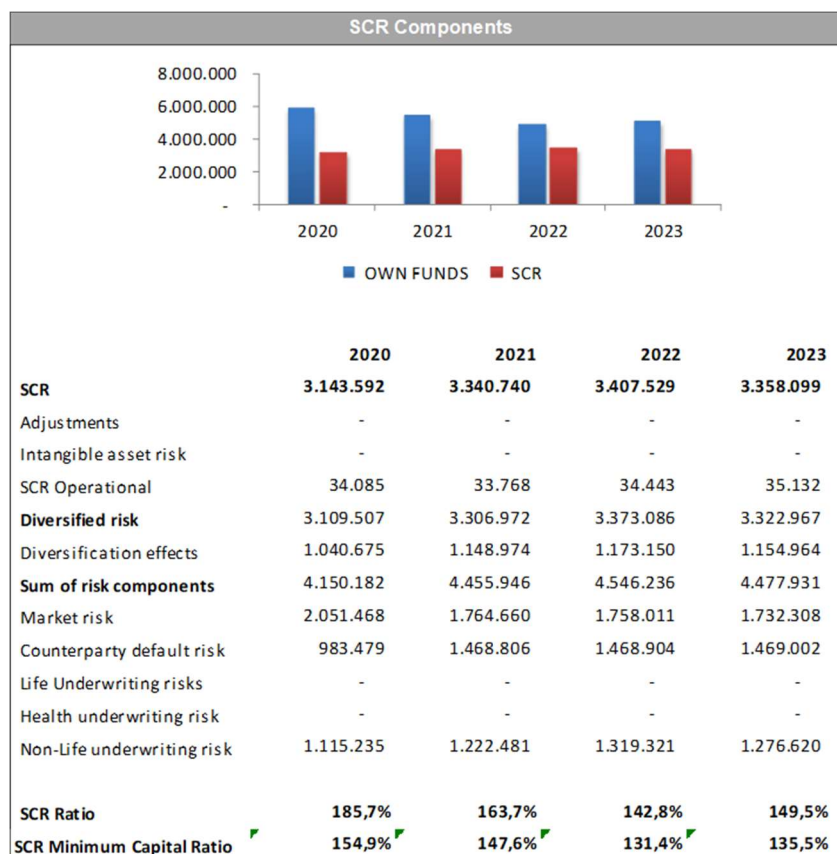 SCR Components
8.000.000
6.000.000
4.000.000
2.000.000
-
2020 2021 2022 2023
OWN FUNDS SCR
2020 2021 2022 2023
SCR 3.143.592 3.340.740 3.407.529 3.358.099
Adjustments - - - -
Intangible asset risk - - - -
SCR Operational 34.085 33.768 34.443 35.132
Diversified risk 3.109.507 3.306.972 3.373.086 3.322.967
Diversification effects 1.040.675 1.148.974 1.173.150 1.154.964
Sum of risk components 4.150.182 4.455.946 4.546.236 4.477.931
Market risk 2.051.468 1.764.660 1.758.011 1.732.308
Counterparty default risk 983.479 1.468.806 1.468.904 1.469.002
Life Underwriting risks - - - -
Health underwriting risk - - - -
Non-Life underwriting risk 1.115.235 1.222.481 1.319.321 1.276.620
SCR Ratio 185,7% 163,7% 142,8% 149,5%
SCR Minimum Capital Ratio 154,9% 147,6% 131,4% 135,5%